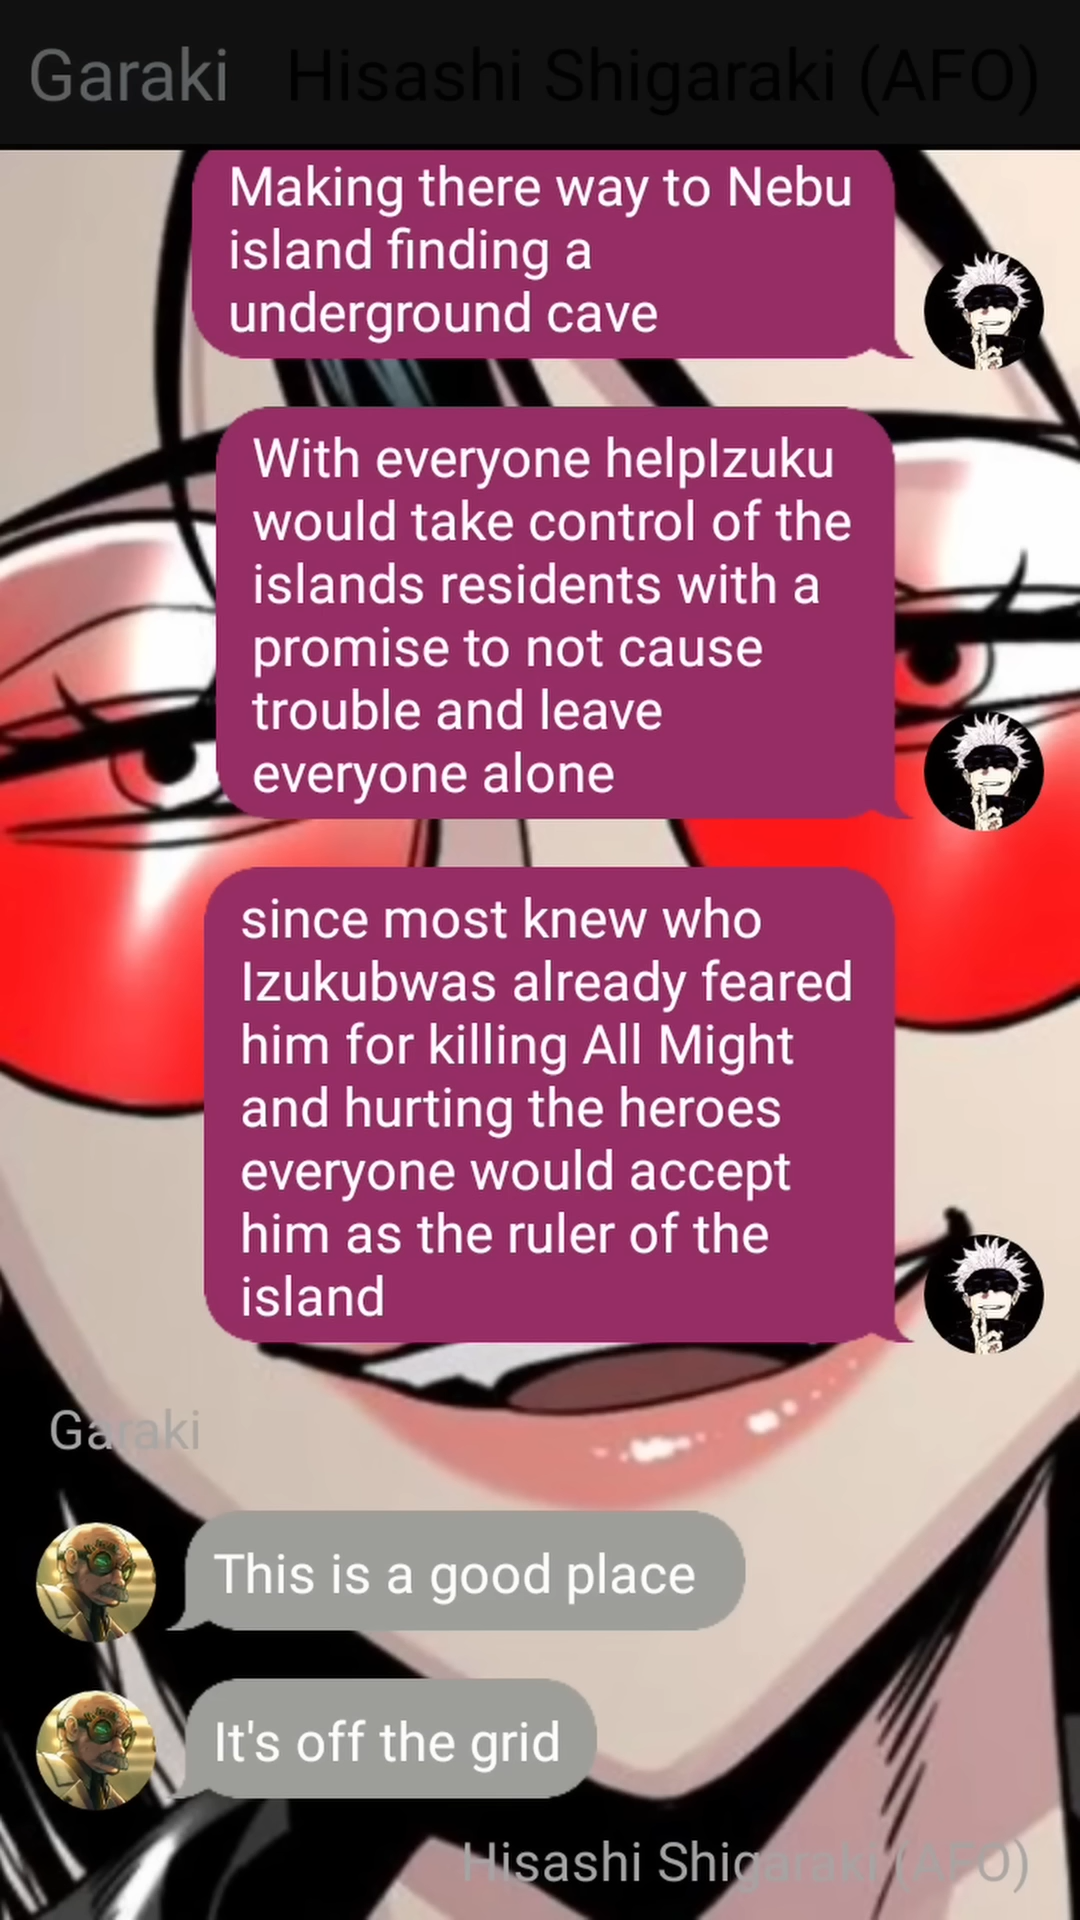 Garaki Hisashi Shigaraki (AFO)
Making there way to Nebu
island finding a
underground cave
With everyone helpIzuku
would take control of the
islands residents with a
promise to not cause
trouble and leave
everyone alone
since most knew who
Izukubwas already feared
him for killing All Might
and hurting the heroes
everyone would accept
him as the ruler of the
island
Garaki
This is a good place
It's off the grid
Hisashi Shigaraki (AFO)